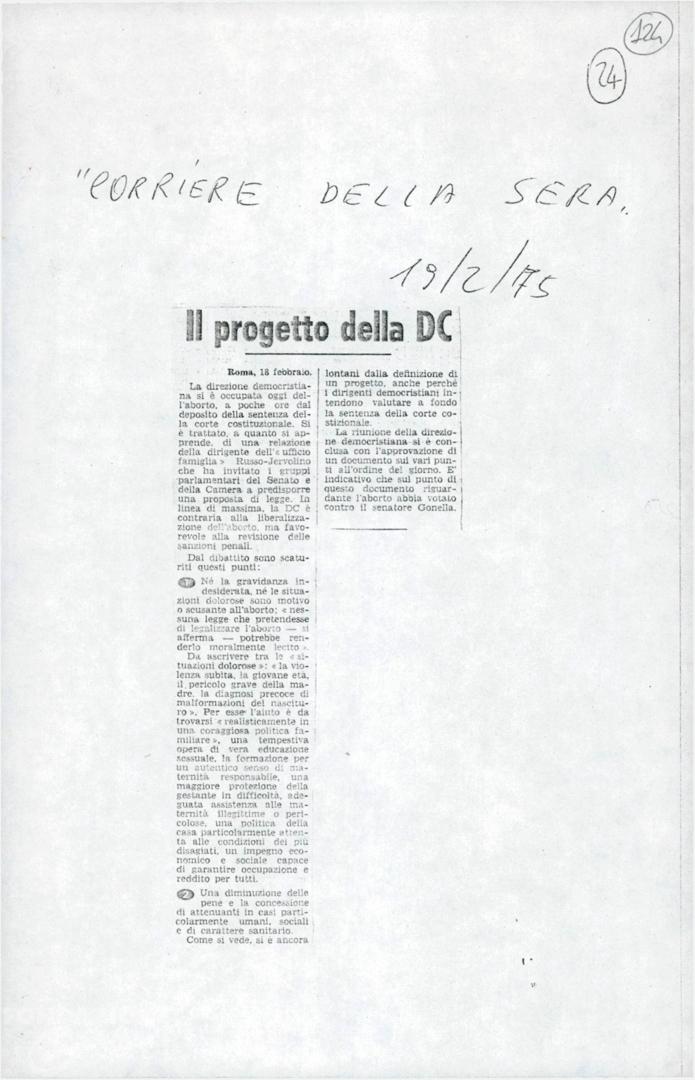 124
24
"CORRIERE DELLA SERA"
19/2/75
Il progetto della DC
Roma, 18 febbraio.
La direzione democristia-
na si è occupata oggi del-
l'aborto, a poche ore dal
deposito della sentenza del-
la corte costituzionale. Si
è trattato, a quanto si ap-
prende, di una relazione
della dirigente dell'« ufficio
famiglia » Russo-Jervolino
che ha invitato i gruppi
parlamentari del Senato e
della Camera a predisporre
una proposta di legge. In
linea di massima, la DC è
contraria alla liberalizza-
zione dell'aborto, ma favo-
revole alla revisione delle
sanzioni penali.
Dal dibattito sono scatu-
riti questi punti:
1 Né la gravidanza in-
desiderata, né le situa-
zioni dolorose sono motivo
o scusante all'aborto; « nes-
suna legge che pretendesse
di legalizzare l'aborto — si
afferma — potrebbe ren-
derlo moralmente lecito ».
Da ascrivere tra le « si-
tuazioni dolorose »: « la vio-
lenza subita, la giovane età,
il pericolo grave della ma-
dre, la diagnosi precoce di
malformazioni del nascitu-
ro ». Per esse l'aiuto è da
trovarsi « realisticamente in
una coraggiosa politica fa-
miliare », una tempestiva
opera di vera educazione
sessuale, la formazione per
un autentico senso di ma-
ternità responsabile, una
maggiore protezione della
gestante in difficoltà, ade-
guata assistenza alle ma-
ternità illegittime o peri-
colose, una politica della
casa particolarmente atten-
ta alle condizioni dei più
disagiati, un impegno eco-
nomico e sociale capace
di garantire occupazione e
reddito per tutti.
2 Una diminuzione delle
pene e la concessione
di attenuanti in casi parti-
colarmente umani, sociali
e di carattere sanitario.
Come si vede, si è ancora
lontani dalla definizione di
un progetto, anche perché
i dirigenti democristiani in-
tendono valutare a fondo
la sentenza della corte co-
stizionale.
La riunione della direzio-
ne democristiana si è con-
clusa con l'approvazione di
un documento sui vari pun-
ti all'ordine del giorno. E'
indicativo che sul punto di
questo documento riguar-
dante l'aborto abbia votato
contro il senatore Gonella.